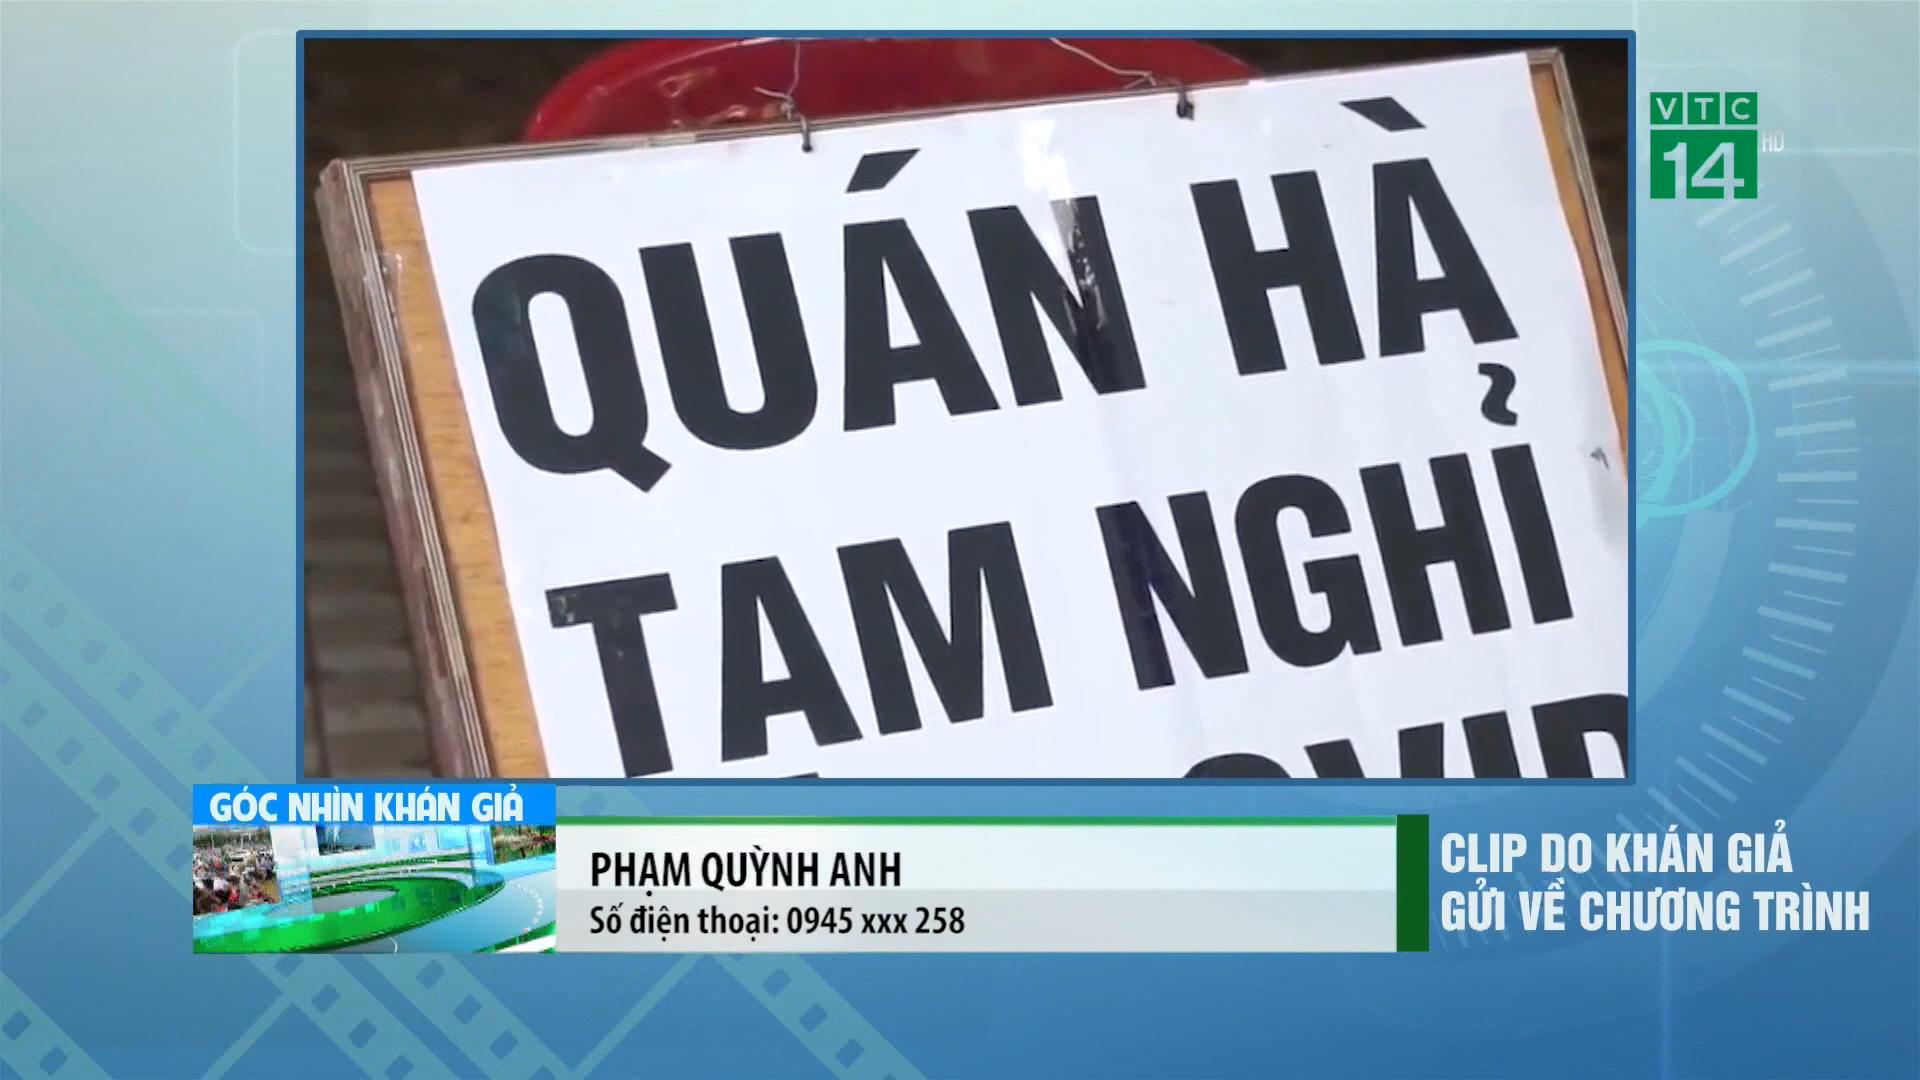 VTC
14
HD
QUÁN HÀ
TAM NGHỈ
GÓC NHÌN KHÁN GIẢ
PHẠM QUỲNH ANH
Số điện thoại: 0945 xxx 258
CLIP DO KHÁN GIẢ
GỬI VỀ CHƯƠNG TRÌNH